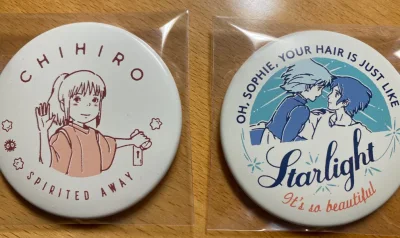 CHIHIRO
SPIRITED AWAY
OH, SOPHIE, YOUR HAIR IS JUST LIKE
Starlight
It's so beautiful